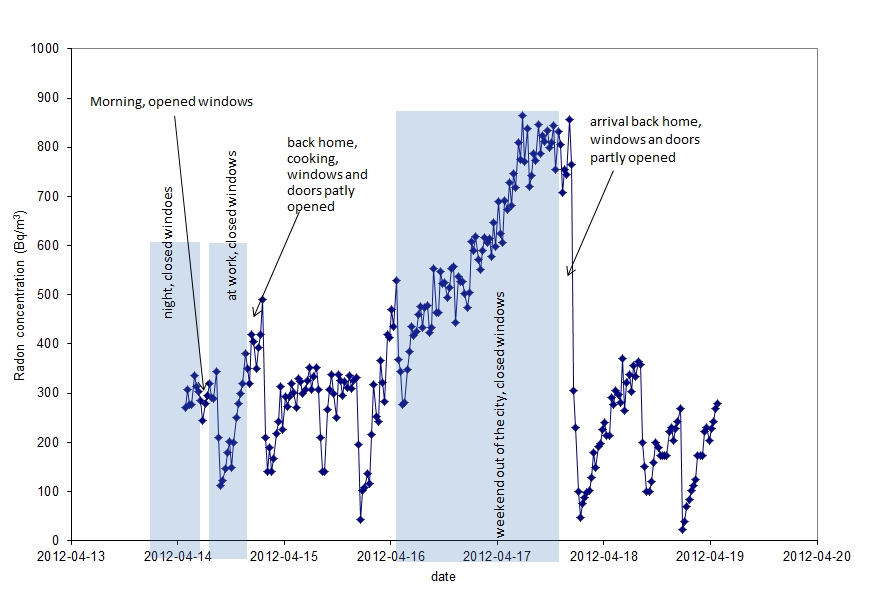 1000
900
800
700
600
500
400
300
200
100
0
Radon concentration (Bq/m³)
Morning, opened windows
night, closed windoes
at work, closed windows
back home,
cooking,
windows and
doors patly
opened
weekend out of the city, closed windows
arrival back home,
windows an doors
partly opened
2012-04-13 2012-04-14 2012-04-15 2012-04-16 2012-04-17 2012-04-18 2012-04-19 2012-04-20
date